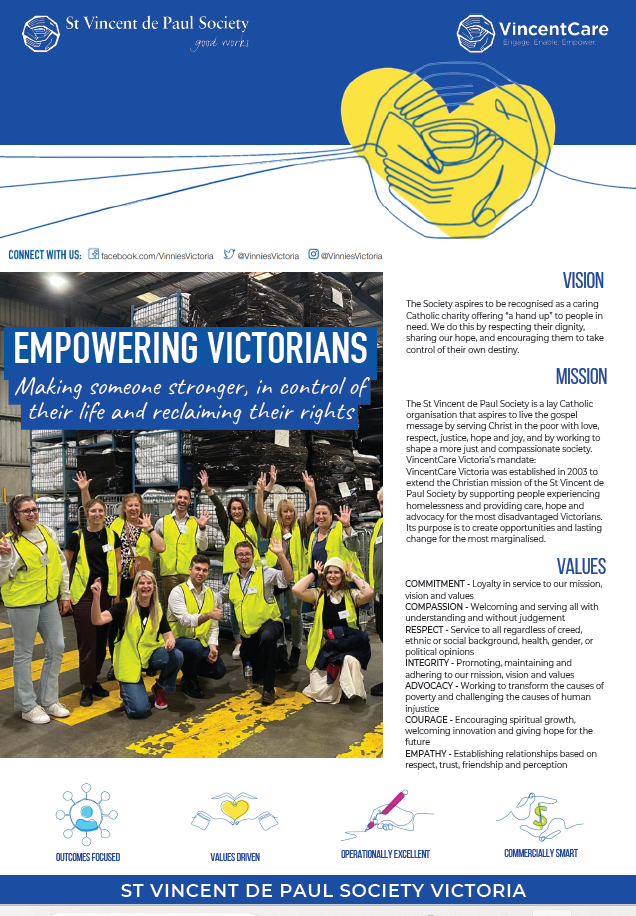 St Vincent de Paul Society
good works
VincentCare
Engage. Enable. Empower.
CONNECT WITH US: facebook.com/VinniesVictoria @VinniesVictoria @VinniesVictoria
EMPOWERING VICTORIANS
Making someone stronger, in control of
their life and reclaiming their rights
VISION
The Society aspires to be recognised as a caring
Catholic charity offering "a hand up" to people in
need. We do this by respecting their dignity,
sharing our hope, and encouraging them to take
control of their own destiny.
MISSION
The St Vincent de Paul Society is a lay Catholic
organisation that aspires to live the gospel
message by serving Christ in the poor with love,
respect, justice, hope and joy, and by working to
shape a more just and compassionate society.
VincentCare Victoria's mandate:
VincentCare Victoria was established in 2003 to
extend the Christian mission of the St Vincent de
Paul Society by supporting people experiencing
homelessness and providing care, hope and
advocacy for the most disadvantaged Victorians.
Its purpose is to create opportunities and lasting
change for the most marginalised.
VALUES
COMMITMENT - Loyalty in service to our mission,
vision and values
COMPASSION - Welcoming and serving all with
understanding and without judgement
RESPECT - Service to all regardless of creed,
ethnic or social background, health, gender, or
political opinions
INTEGRITY - Promoting, maintaining and
adhering to our mission, vision and values
ADVOCACY - Working to transform the causes of
poverty and challenging the causes of human
injustice
COURAGE - Encouraging spiritual growth,
welcoming innovation and giving hope for the
future
EMPATHY - Establishing relationships based on
respect, trust, friendship and perception
OUTCOMES FOCUSED
VALUES DRIVEN
OPERATIONALLY EXCELLENT
COMMERCIALLY SMART
ST VINCENT DE PAUL SOCIETY VICTORIA